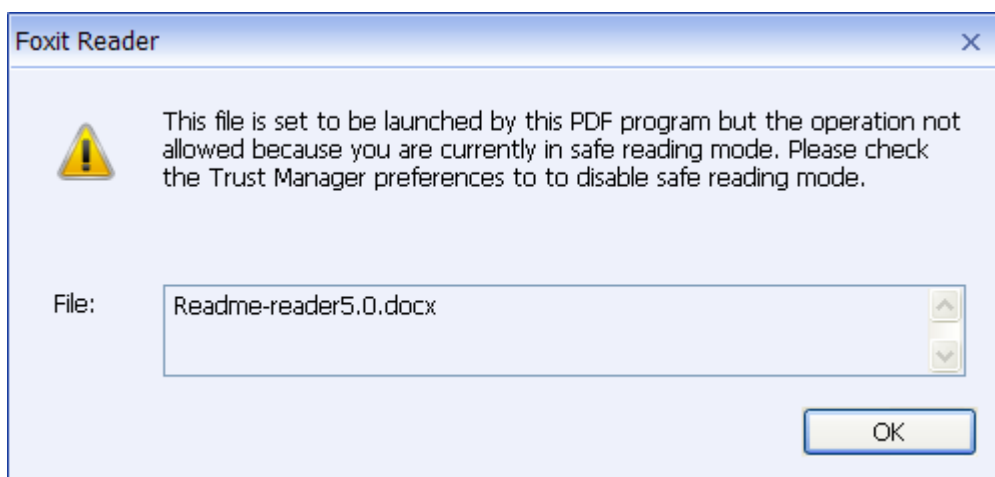 Foxit Reader
This file is set to be launched by this PDF program but the operation not
allowed because you are currently in safe reading mode. Please check
the Trust Manager preferences to to disable safe reading mode.
File:
Readme-reader5.0.docx
OK